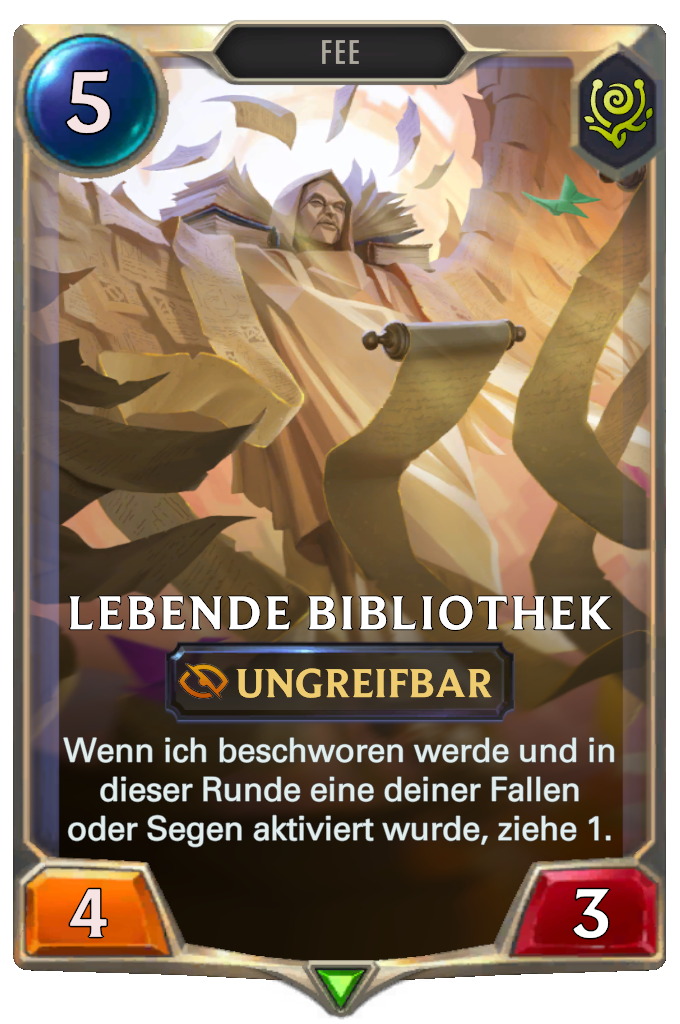 5
FEE
LEBENDE BIBLIOTHEK
UNGREIFBAR
Wenn ich beschworen werde und in
dieser Runde eine deiner Fallen
oder Segen aktiviert wurde, ziehe 1.
4
3